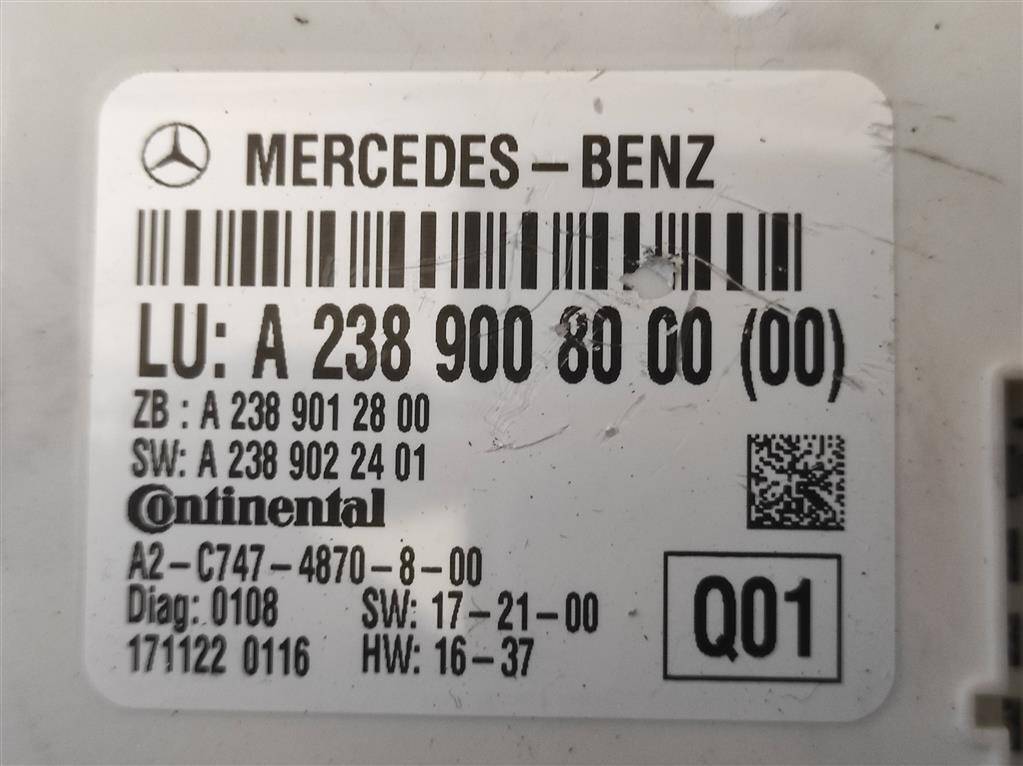 MERCEDES-BENZ
LU: A 238 900 80 00 (00)
ZB : A 238 901 28 00
SW: A 238 902 24 01
Continental
A2-C747-4870-8-00
Diag: 0108 SW: 17-21-00
171122 0116 HW: 16-37
Q01